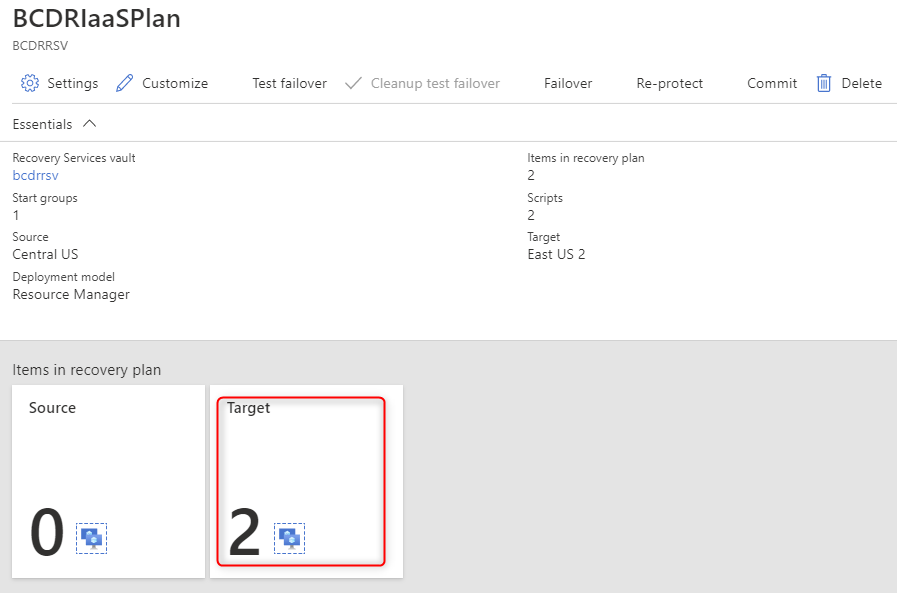 BCDRIaaSPlan
BCDRRSV
Settings Customize Test failover Cleanup test failover Failover Re-protect Commit Delete
Essentials
Recovery Services vault
bcdrrsv
Start groups
1
Source
Central US
Deployment model
Resource Manager
Items in recovery plan
2
Scripts
2
Target
East US 2
Items in recovery plan
Source
0
Target
2